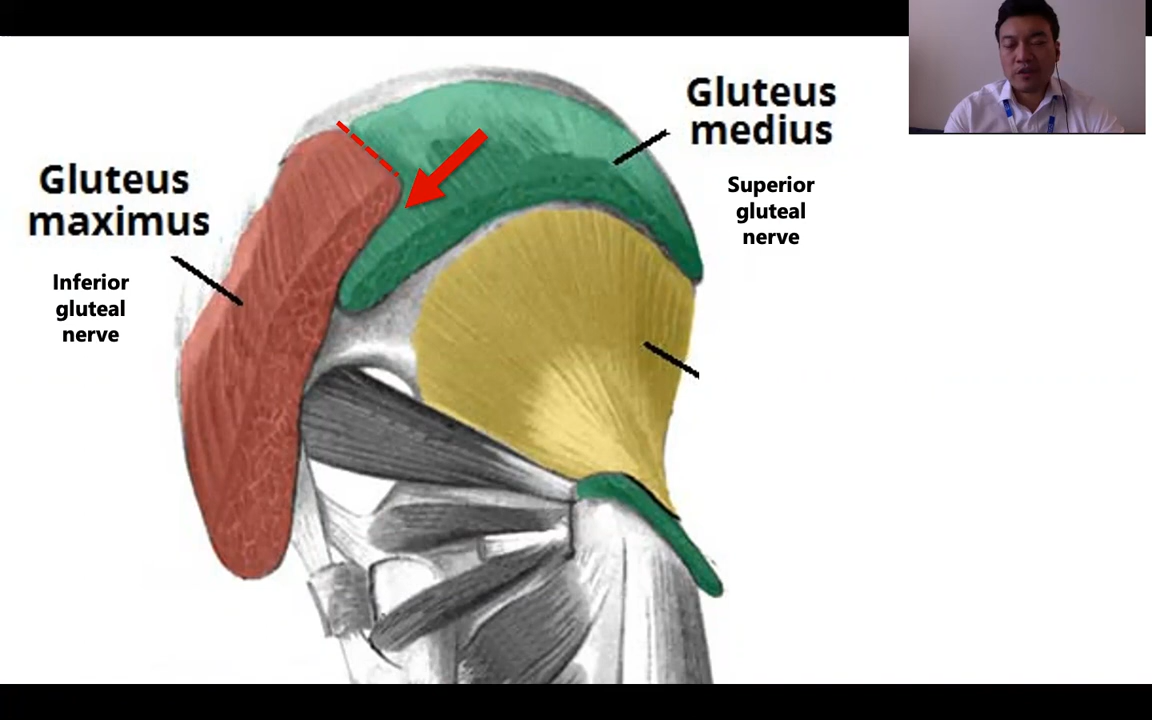 Gluteus
medius
Superior
gluteal
nerve
Gluteus
maximus
Inferior
gluteal
nerve